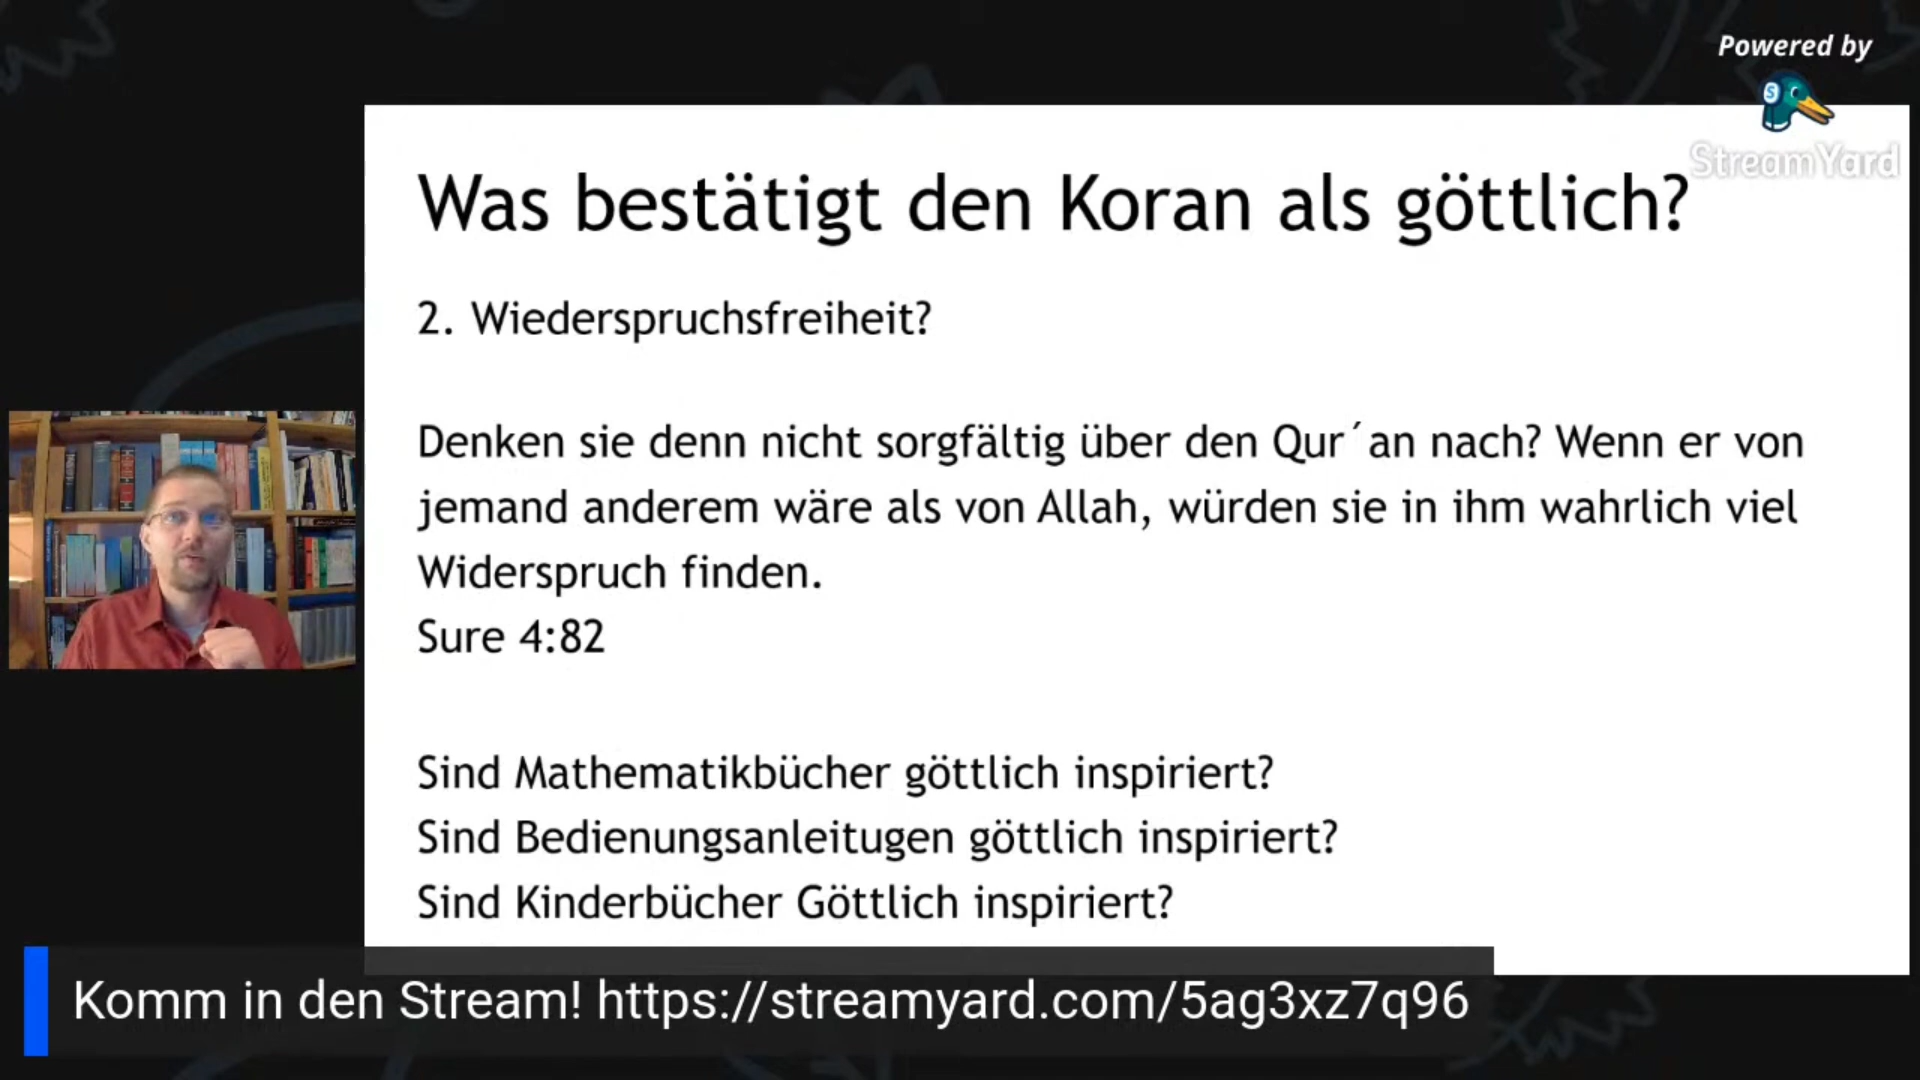 Powered by
StreamYard
Was bestätigt den Koran als göttlich?
2. Wiederspruchsfreiheit?
Denken sie denn nicht sorgfältig über den Qur´an nach? Wenn er von
jemand anderem wäre als von Allah, würden sie in ihm wahrlich viel
Widerspruch finden.
Sure 4:82
Sind Mathematikbücher göttlich inspiriert?
Sind Bedienungsanleitugen göttlich inspiriert?
Sind Kinderbücher Göttlich inspiriert?
Komm in den Stream! https://streamyard.com/5ag3xz7q96